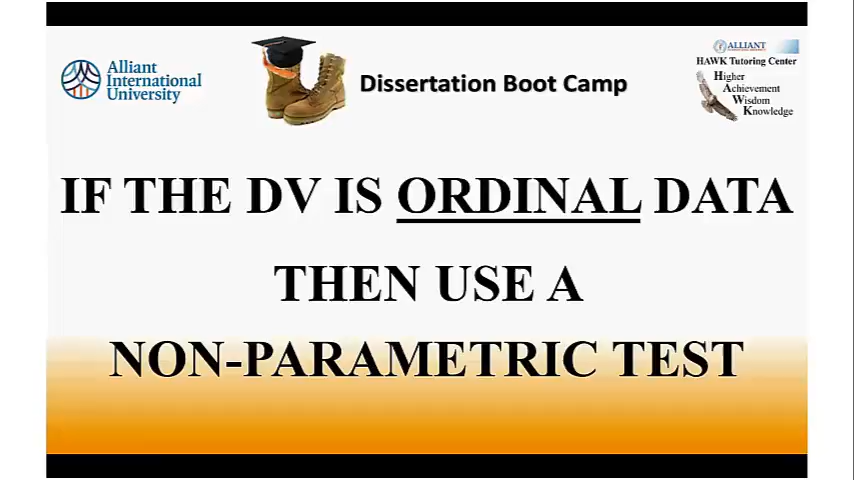 Alliant
International
University
Dissertation Boot Camp
ALLIANT
HAWK Tutoring Center
Higher
Achievement
Wisdom
Knowledge
IF THE DV IS ORDINAL DATA
THEN USE A
NON-PARAMETRIC TEST